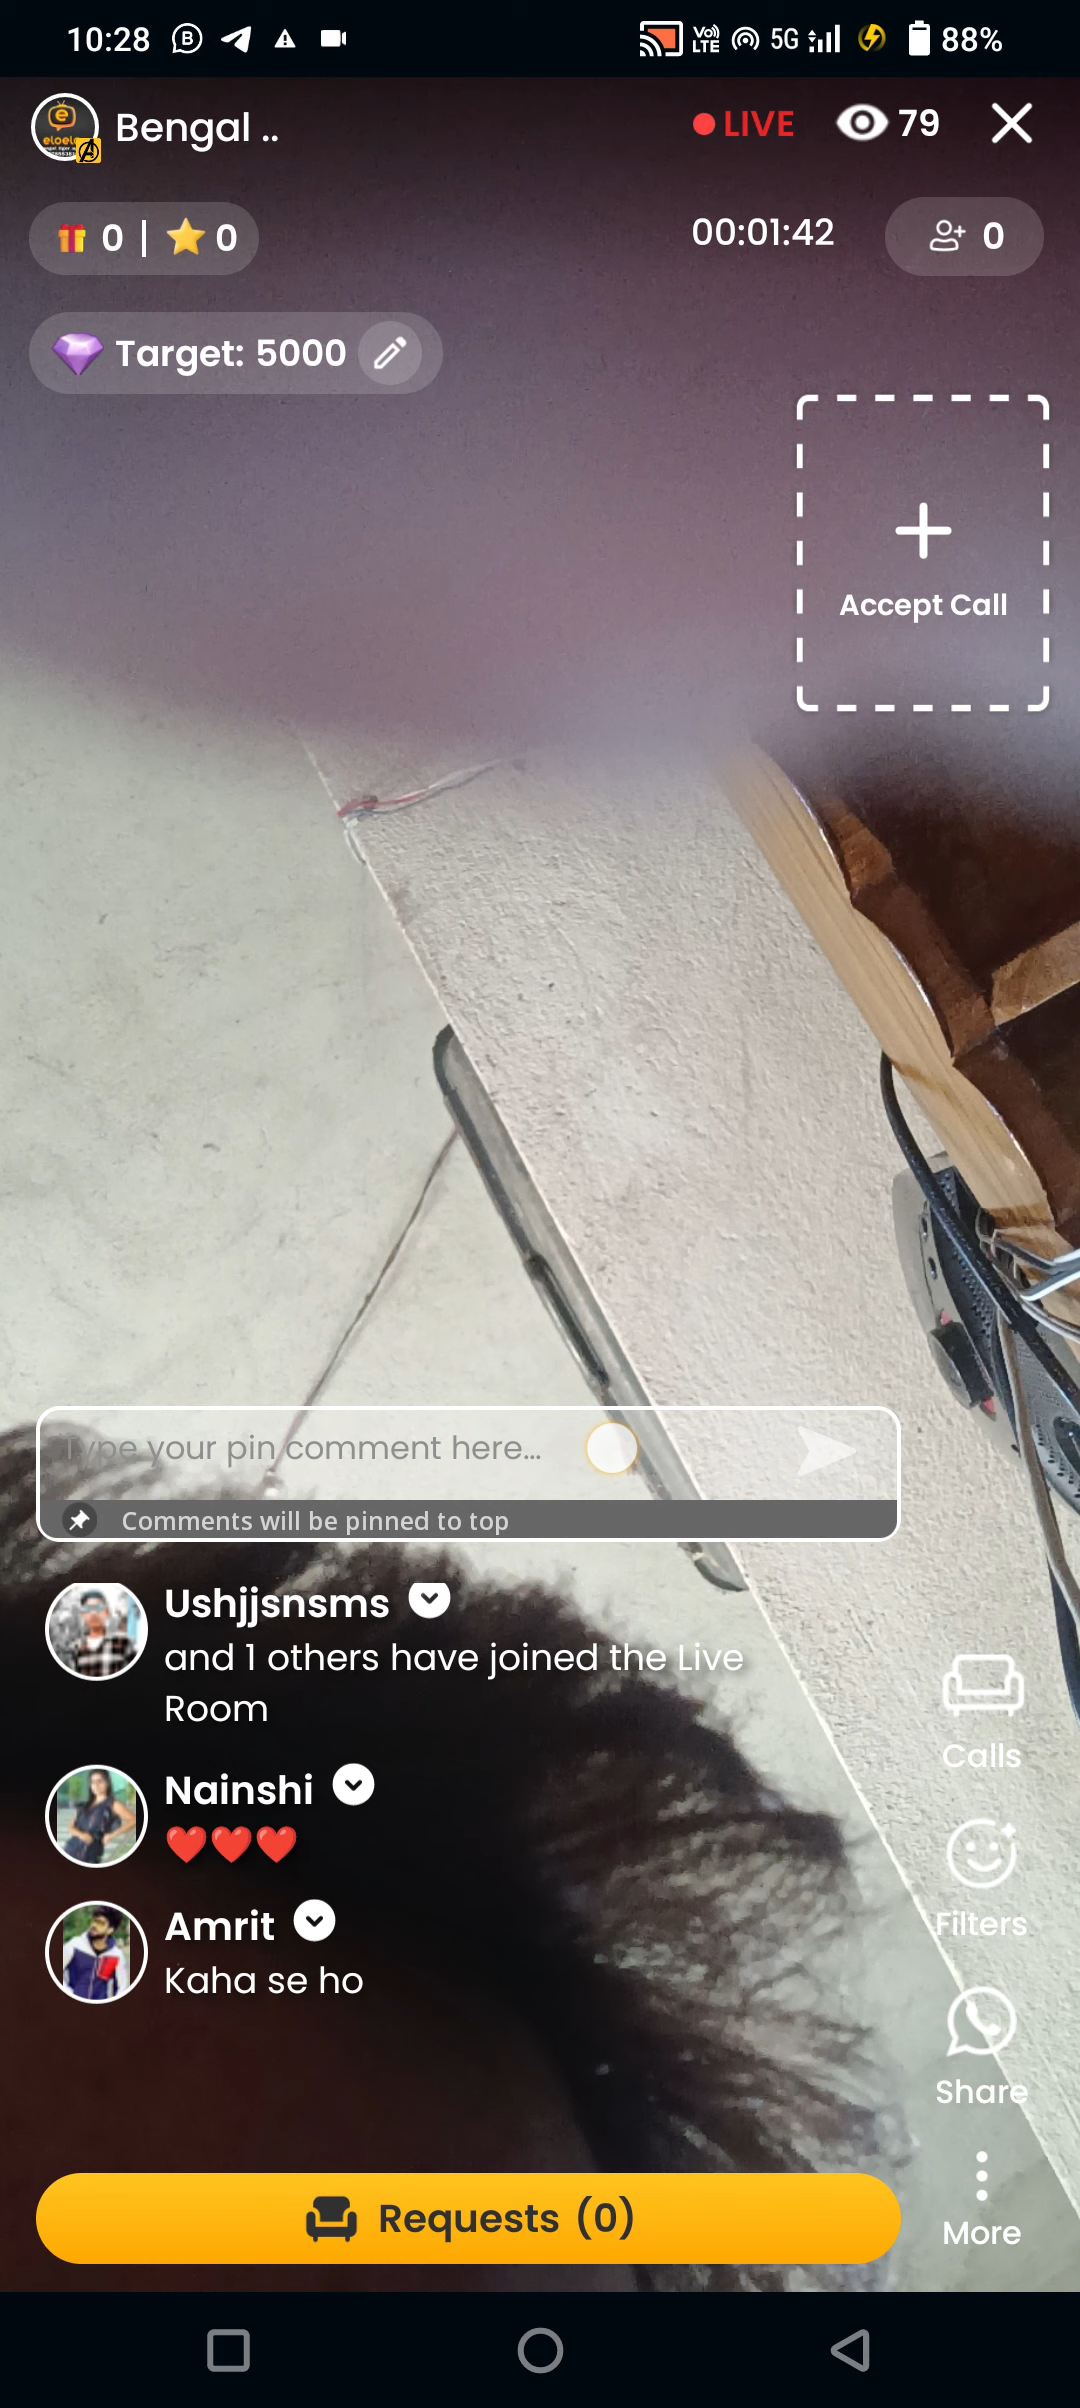 10:28
VoLTE 5G 88%
Bengal ..
LIVE 79
0 | 0
00:01:42
0
Target: 5000
Accept Call
Type your pin comment here...
Comments will be pinned to top
Ushjjsnsms
and 1 others have joined the Live
Room
Nainshi
❤️❤️❤️
Amrit
Kaha se ho
Calls
Filters
Share
More
Requests (0)